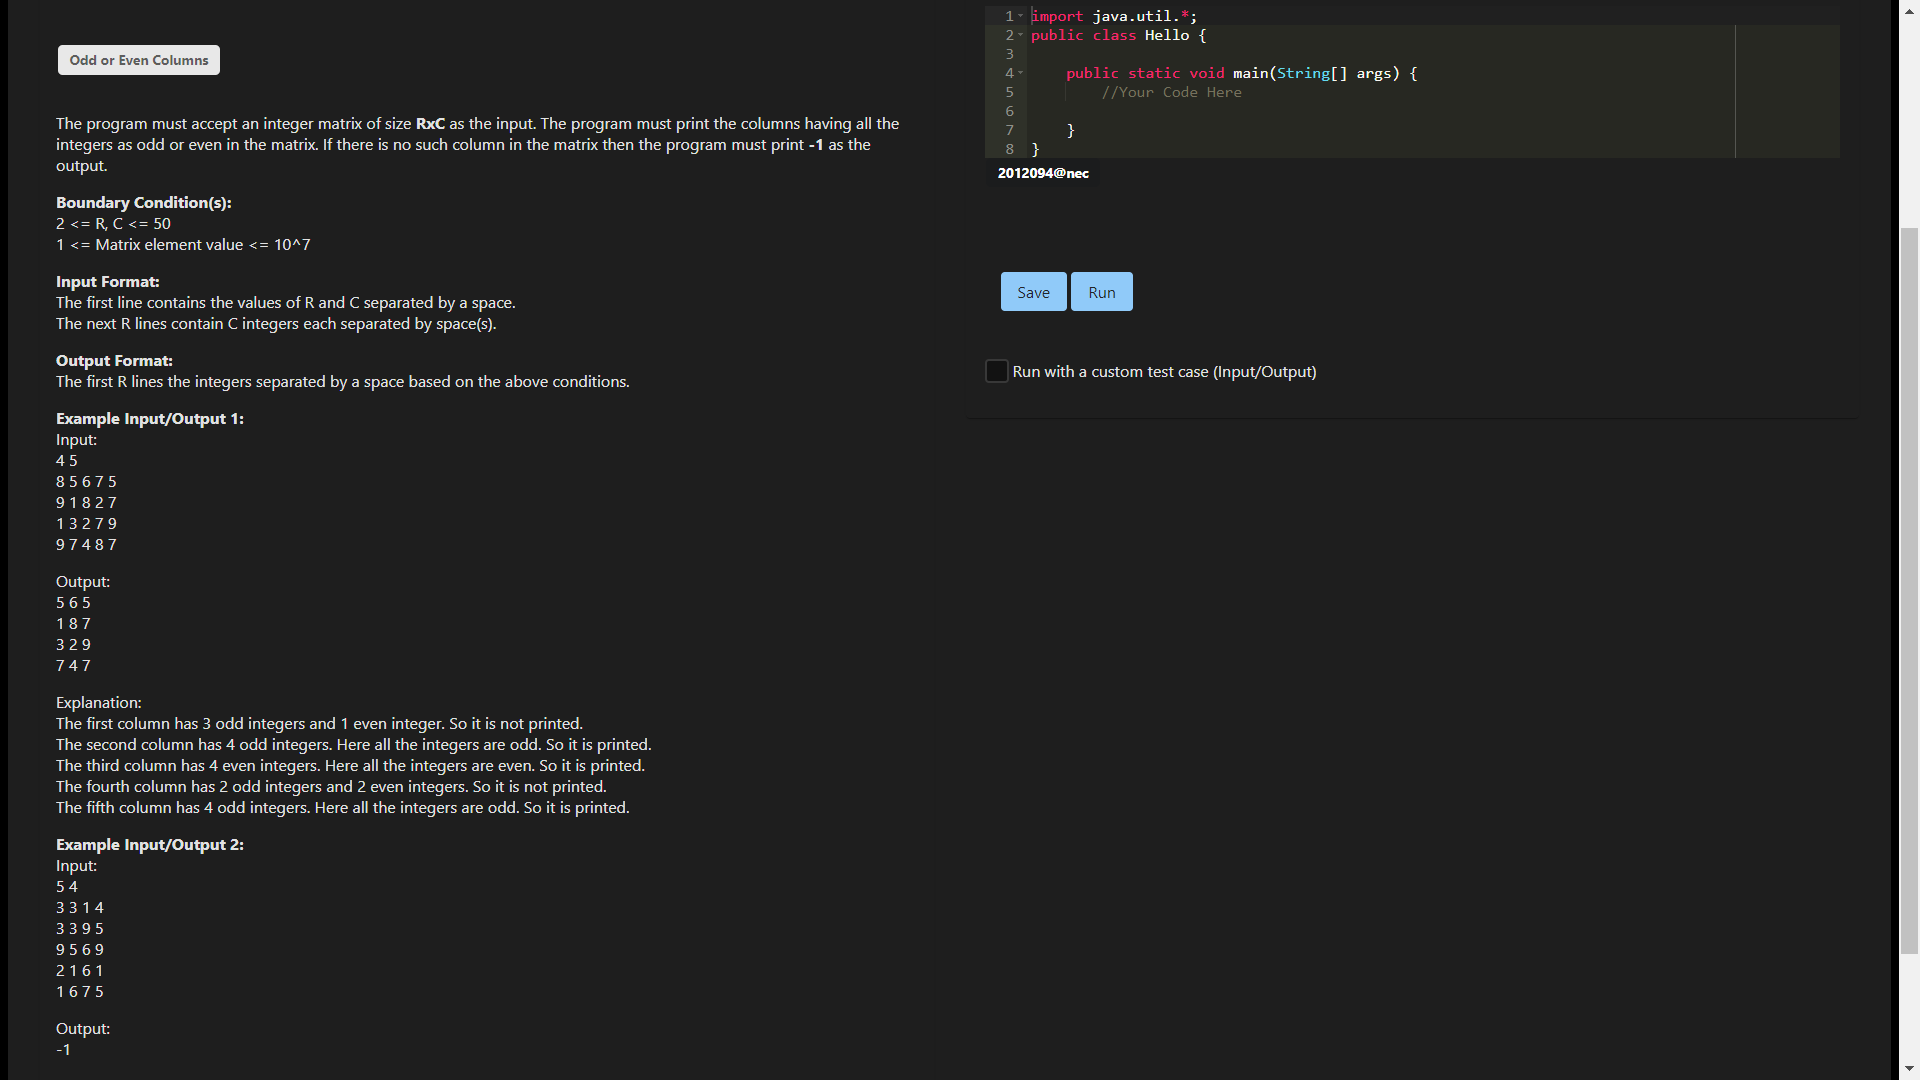 Odd or Even Columns
The program must accept an integer matrix of size RxC as the input. The program must print the columns having all the
integers as odd or even in the matrix. If there is no such column in the matrix then the program must print -1 as the
output.
Boundary Condition(s):
2 <= R, C <= 50
1 <= Matrix element value <= 10^7
Input Format:
The first line contains the values of R and C separated by a space.
The next R lines contain C integers each separated by space(s).
Output Format:
The first R lines the integers separated by a space based on the above conditions.
Example Input/Output 1:
Input:
4 5
8 5 6 7 5
9 1 8 2 7
1 3 2 7 9
9 7 4 8 7
Output:
5 6 5
1 8 7
3 2 9
7 4 7
Explanation:
The first column has 3 odd integers and 1 even integer. So it is not printed.
The second column has 4 odd integers. Here all the integers are odd. So it is printed.
The third column has 4 even integers. Here all the integers are even. So it is printed.
The fourth column has 2 odd integers and 2 even integers. So it is not printed.
The fifth column has 4 odd integers. Here all the integers are odd. So it is printed.
Example Input/Output 2:
Input:
5 4
3 3 1 4
3 3 9 5
9 5 6 9
2 1 6 1
1 6 7 5
Output:
-1
1 import java.util.*;
2 public class Hello {
3
4     public static void main(String[] args) {
5         //Your Code Here
6
7     }
8 }
2012094@nec
Save Run
Run with a custom test case (Input/Output)